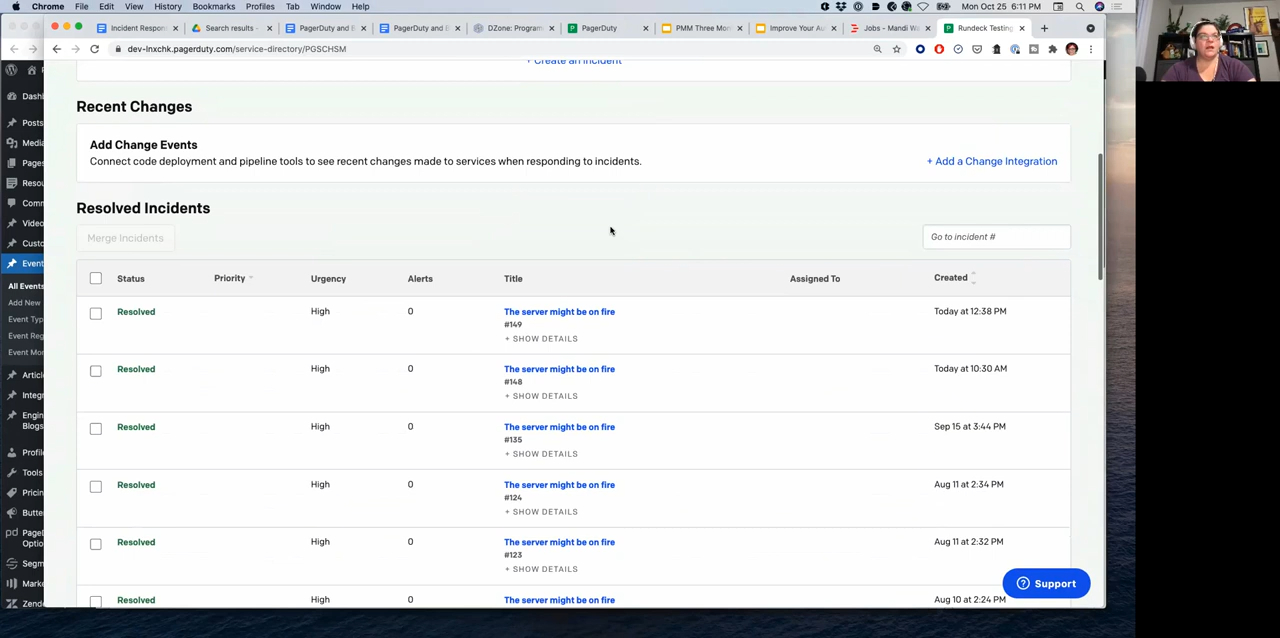 Chrome File Edit View History Bookmarks Profiles Tab Window Help Mon Oct 25 6:11 PM
Incident Respon Search results - PagerDuty and E PagerDuty and E DZone: Program PagerDuty PMM Three Mon Improve Your Au Jobs - Mandi Wa Rundeck Testing
dev-lnxchk.pagerduty.com/service-directory/PGSCHSM
+ Create an Incident
Recent Changes
Add Change Events
Connect code deployment and pipeline tools to see recent changes made to services when responding to incidents.
+ Add a Change Integration
Resolved Incidents
Merge Incidents
Go to incident #
Status Priority Urgency Alerts Title Assigned To Created
Resolved High 0 The server might be on fire Today at 12:38 PM
#149
+ SHOW DETAILS
Resolved High 0 The server might be on fire Today at 10:30 AM
#148
+ SHOW DETAILS
Resolved High 0 The server might be on fire Sep 15 at 3:44 PM
#135
+ SHOW DETAILS
Resolved High 0 The server might be on fire Aug 11 at 2:34 PM
#124
+ SHOW DETAILS
Resolved High 0 The server might be on fire Aug 11 at 2:32 PM
#123
+ SHOW DETAILS
Resolved High 0 The server might be on fire Aug 10 at 2:24 PM
Support
Dashb
Posts
Media
Pages
Resou
Comm
Video
Custo
Event
All Events
Add New
Event Typ
Event Reg
Event Mor
Articl
Integr
Engin
Blogs
Profil
Tools
Pricin
Butte
PageD
Optio
Segm
Marke
Zende